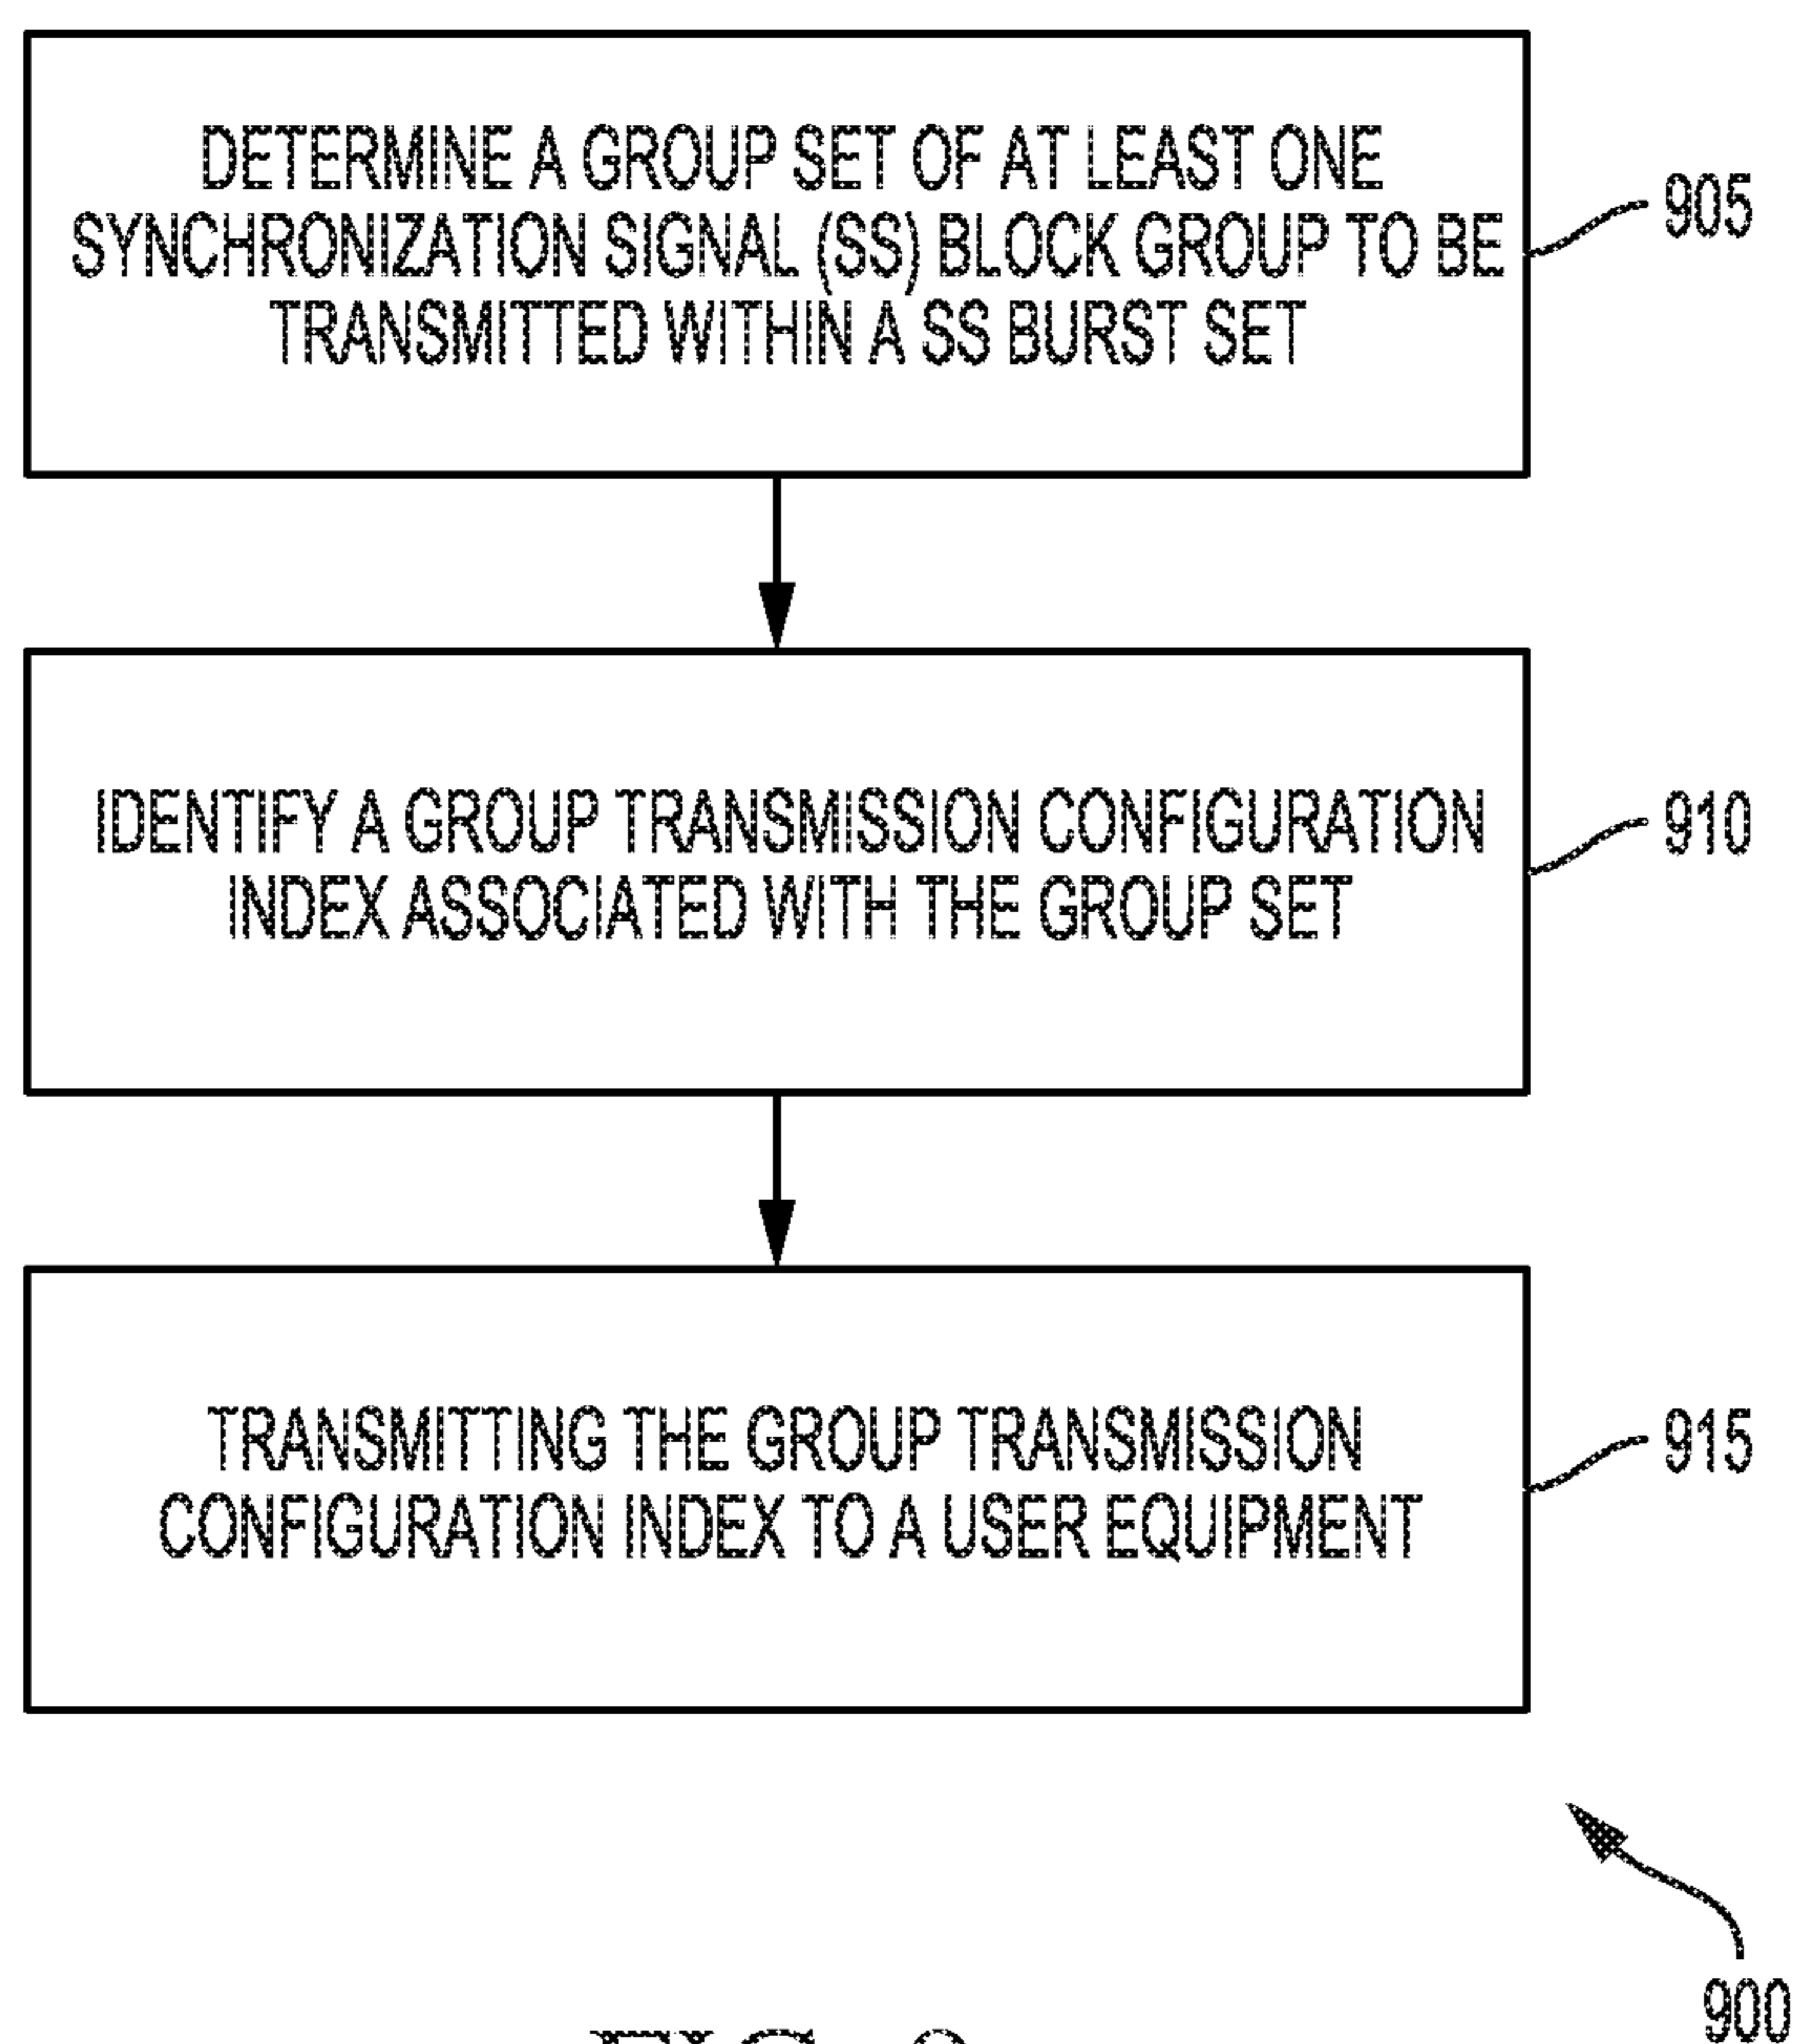 DETERMINE A GROUP SET OF AT LEAST ONE
SYNCHRONIZATION SIGNAL (SS) BLOCK GROUP TO BE
TRANSMITTED WITHIN A SS BURST SET
905
IDENTIFY A GROUP TRANSMISSION CONFIGURATION
INDEX ASSOCIATED WITH THE GROUP SET
910
TRANSMITTING THE GROUP TRANSMISSION
CONFIGURATION INDEX TO A USER EQUIPMENT
915
900